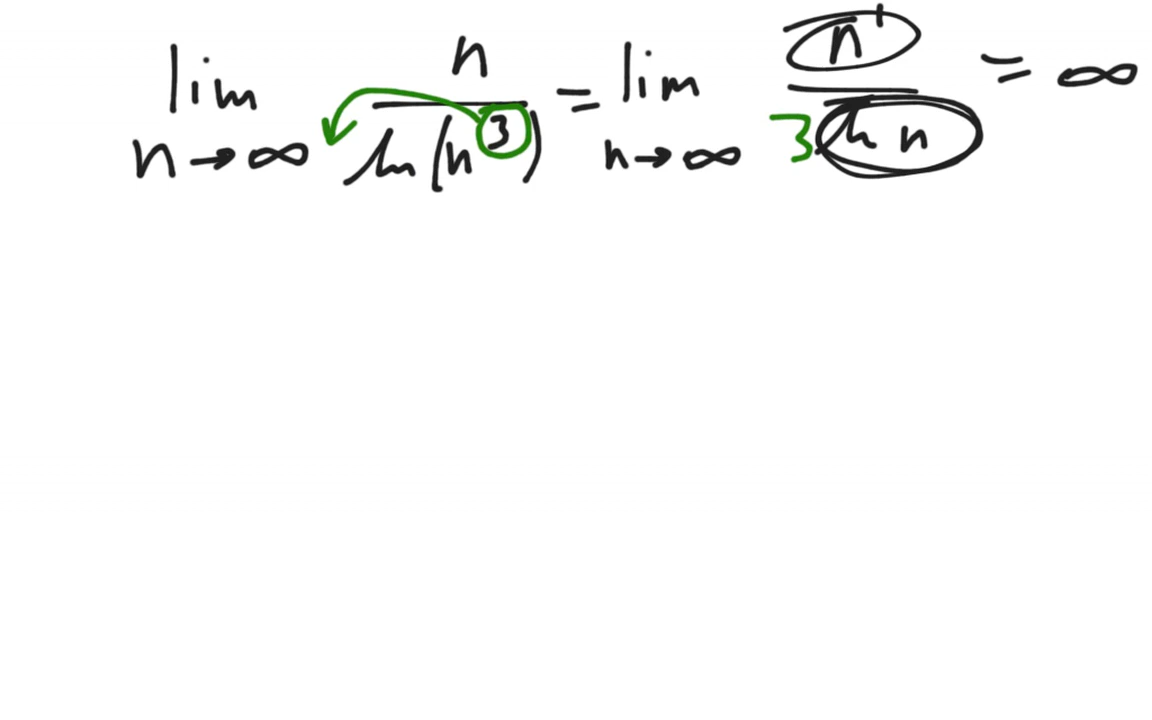 lim n→∞ n / ln(n^3) = lim n→∞ n^1 / 3 ln n = ∞